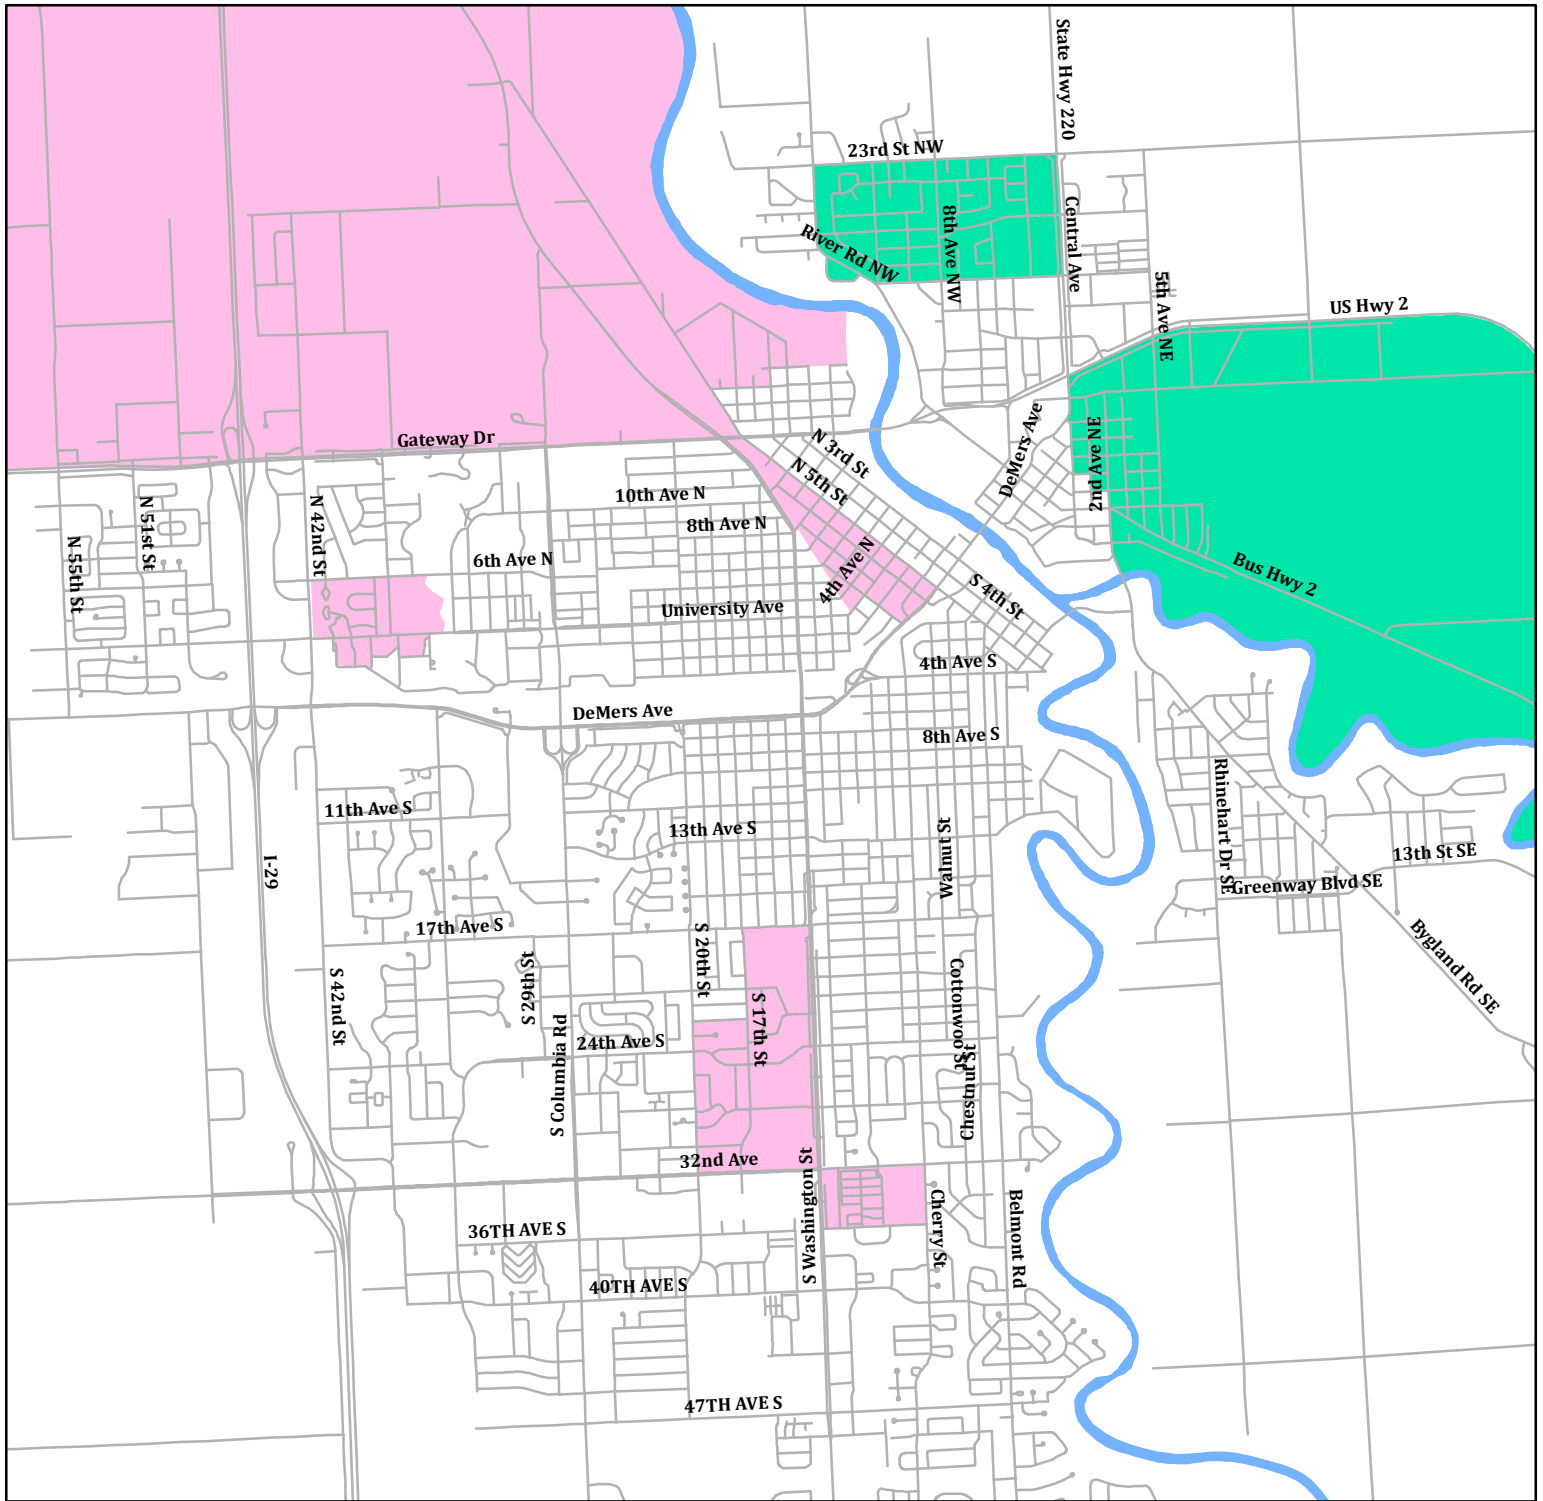 State Hwy 220
23rd St NW
8th Ave NW
Central Ave
River Rd NW
5th Ave NE
US Hwy 2
Gateway Dr
N 3rd St
DeMers Ave
2nd Ave NE
N 5th St
10th Ave N
N 42nd St
N 51st St
8th Ave N
N 55th St
6th Ave N
4th Ave N
Bus Hwy 2
S 4th St
University Ave
4th Ave S
DeMers Ave
8th Ave S
Rhinehart Dr SE
11th Ave S
13th Ave S
Walnut St
I-29
13th St SE
Greenway Blvd SE
17th Ave S
Bygland Rd SE
S 20th St
S 29th St
S 42nd St
Cottonwood St
S 17th St
24th Ave S
S Columbia Rd
Chestnut St
32nd Ave
S Washington St
Cherry St
Belmont Rd
36TH AVE S
40TH AVE S
47TH AVE S